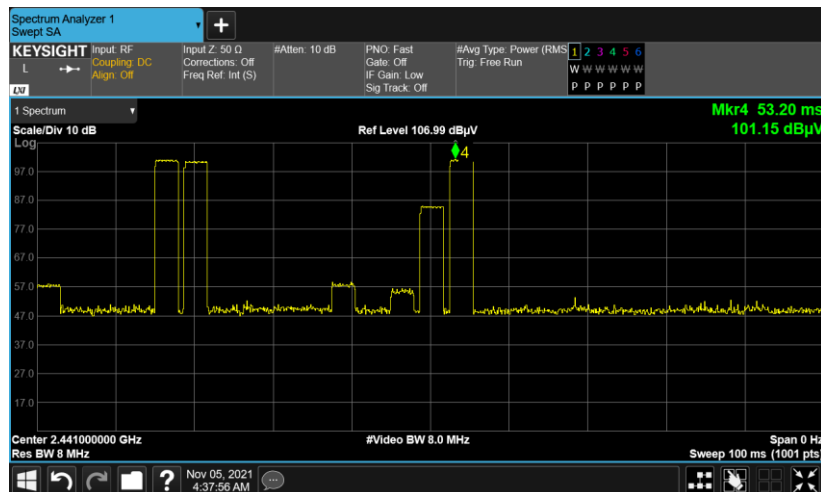 Spectrum Analyzer 1
Swept SA
+
KEYSIGHT Input: RF Input Z: 50 Ω #Atten: 10 dB PNO: Fast #Avg Type: Power (RMS 1 2 3 4 5 6
L Coupling: DC Corrections: Off Gate: Off Trig: Free Run
Align: Off Freq Ref: Int (S) IF Gain: Low W W W W W W
LXI Sig Track: Off P P P P P P
1 Spectrum Mkr4 53.20 ms
Scale/Div 10 dB Ref Level 106.99 dBµV 101.15 dBµV
Log
4
97.0
87.0
77.0
67.0
57.0
47.0
37.0
27.0
17.0
Center 2.441000000 GHz #Video BW 8.0 MHz Span 0 Hz
Res BW 8 MHz Sweep 100 ms (1001 pts)
? Nov 05, 2021
4:37:56 AM